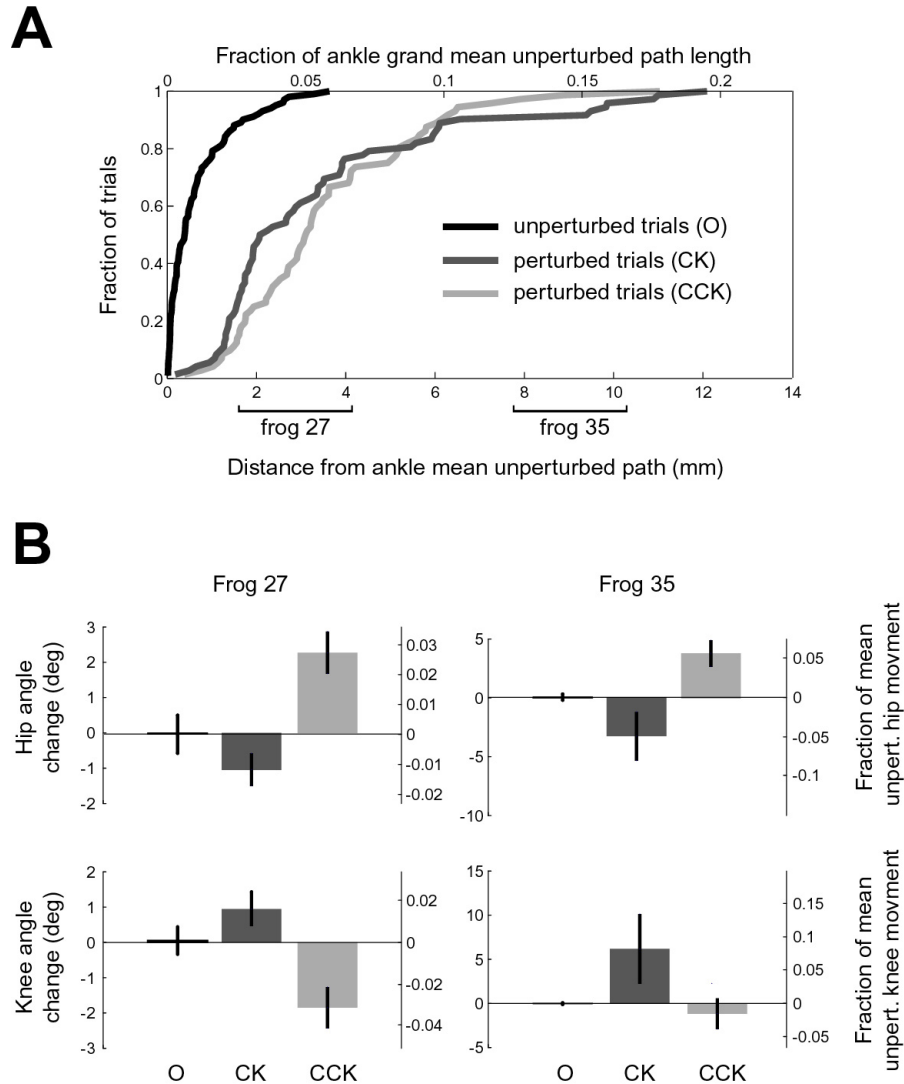 A
Fraction of ankle grand mean unperturbed path length
0 0.05 0.1 0.15 0.2
1
0.8
0.6
0.4
0.2
0
Fraction of trials
unperturbed trials (O)
perturbed trials (CK)
perturbed trials (CCK)
0 2 4 6 8 10 12 14
frog 27 frog 35
Distance from ankle mean unperturbed path (mm)
B
Frog 27 Frog 35
Hip angle
change (deg)
3
2
1
0
-1
-2
0.03
0.02
0.01
0
-0.01
-0.02
5
0
-5
-10
0.05
0
-0.05
-0.1
Fraction of mean
unpert. hip movment
Knee angle
change (deg)
2
1
0
-1
-2
-3
0.02
0
-0.02
-0.04
15
10
5
0
-5
0.15
0.1
0.05
0
-0.05
Fraction of mean
unpert. knee movment
O CK CCK O CK CCK